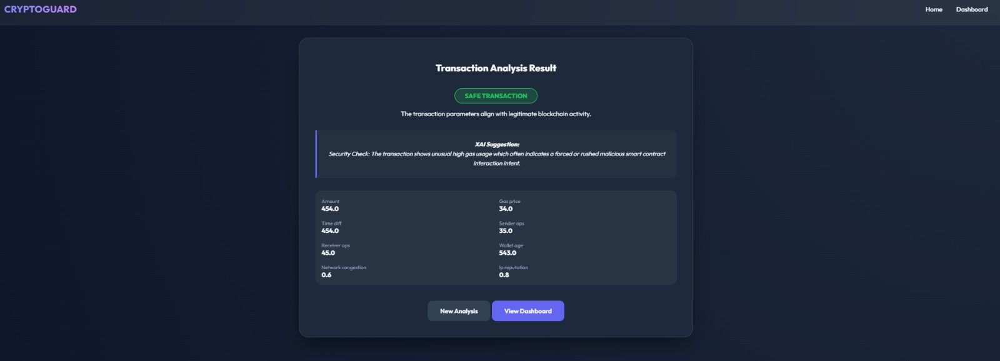 CRYPTOGUARD
Home
Dashboard
Transaction Analysis Result
SAFE TRANSACTION
The transaction parameters align with legitimate blockchain activity.
XAI Suggestion:
Security Check: The transaction shows unusual high gas usage which often indicates a forced or rushed malicious smart contract
interaction intent.
Amount
454.0
Gas price
34.0
Time diff
454.0
Sender ops
35.0
Receiver ops
45.0
Wallet age
543.0
Network congestion
0.6
Ip reputation
0.8
New Analysis
View Dashboard